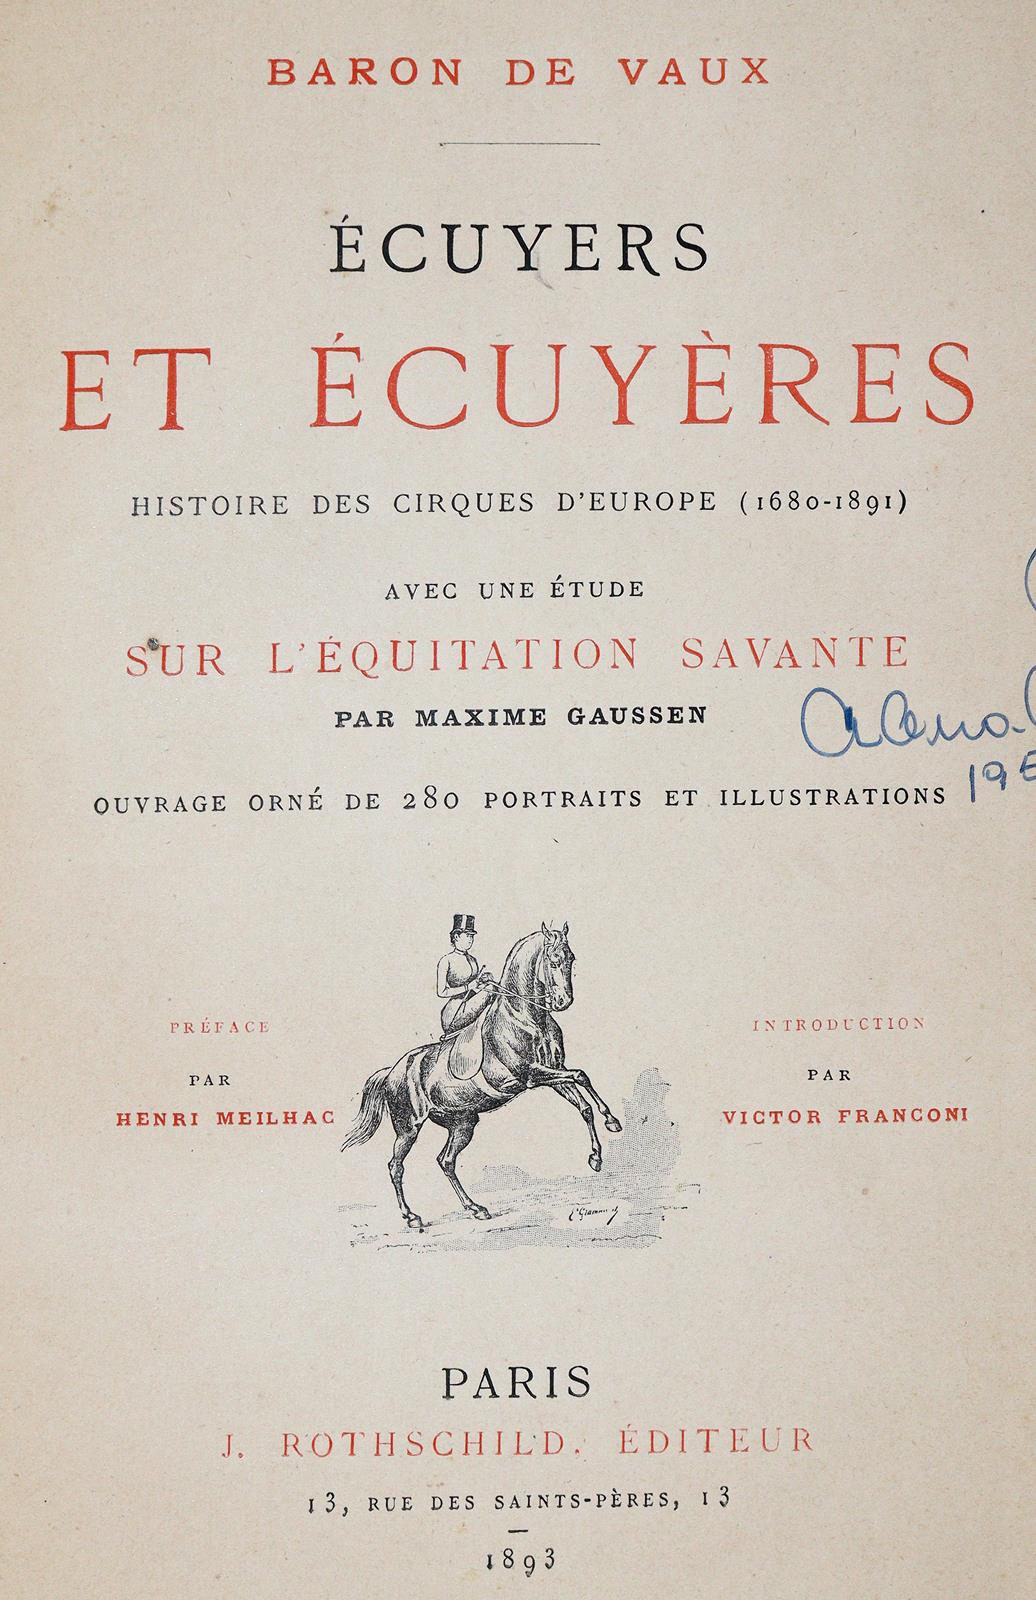 BARON DE VAUX
ÉCUYERS
ET ÉCUYÈRES
HISTOIRE DES CIRQUES D'EUROPE (1680-1891)
AVEC UNE ÉTUDE
SUR L'ÉQUITATION SAVANTE
PAR MAXIME GAUSSEN
OUVRAGE ORNÉ DE 280 PORTRAITS ET ILLUSTRATIONS
PRÉFACE
PAR
HENRI MEILHAC
INTRODUCTION
PAR
VICTOR FRANCONI
PARIS
J. ROTHSCHILD, ÉDITEUR
13, RUE DES SAINTS-PÈRES, 13
1893